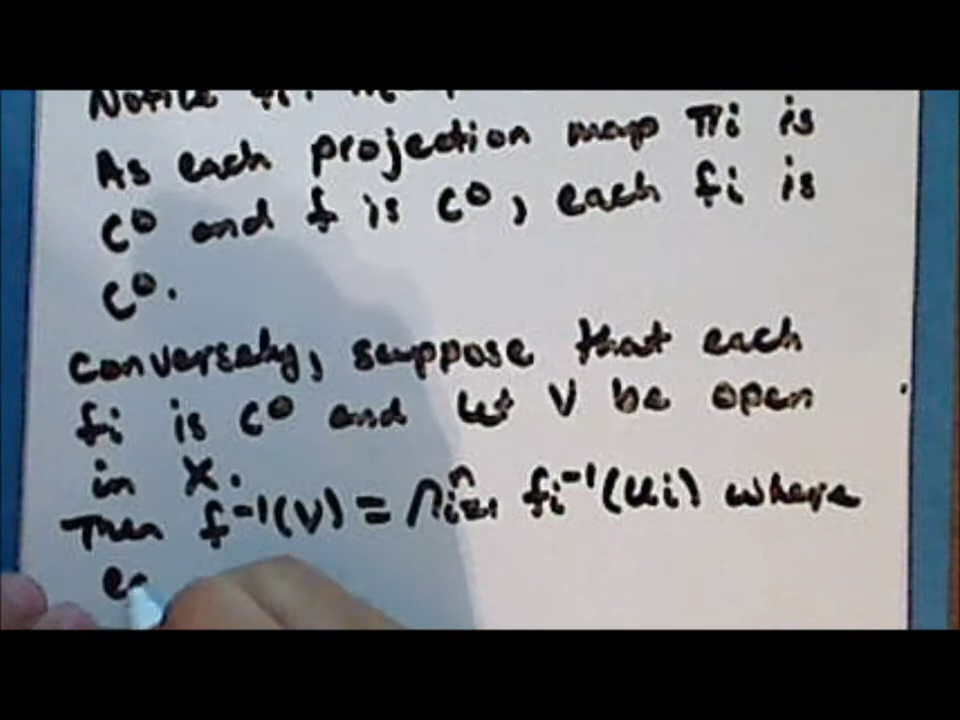 Notice
As each projection map πi is
C⁰ and f is C⁰, each fi is
C⁰.
Conversely, suppose that each
fi is C⁰ and let V be open
in X.
Then f⁻¹(V) = ∩ⁿi=1 fi⁻¹(Ui) where